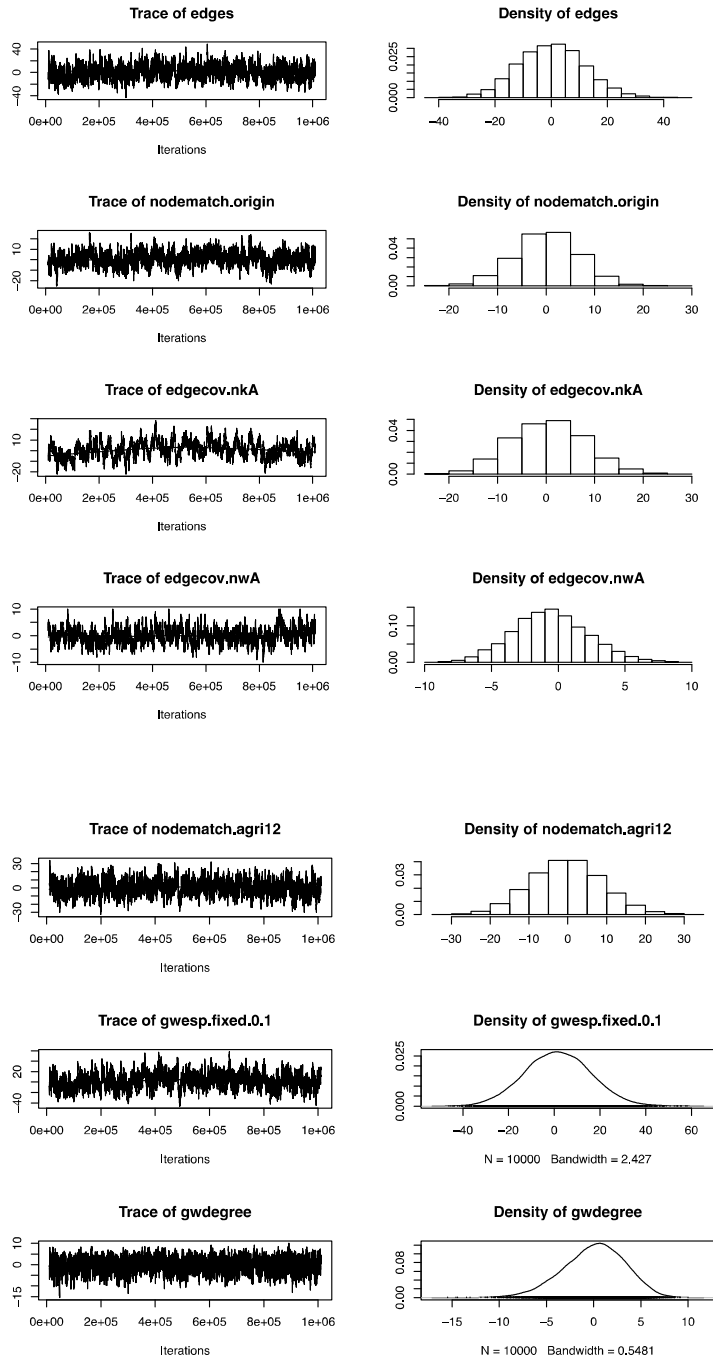 Trace of edges
Density of edges
40
0
−40
0e+00 2e+05 4e+05 6e+05 8e+05 1e+06
Iterations
0.025
0.000
−40 −20 0 20 40
Trace of nodematch.origin
Density of nodematch.origin
10
−20
0e+00 2e+05 4e+05 6e+05 8e+05 1e+06
Iterations
0.04
0.00
−20 −10 0 10 20 30
Trace of edgecov.nkA
Density of edgecov.nkA
10
−20
0e+00 2e+05 4e+05 6e+05 8e+05 1e+06
Iterations
0.04
0.00
−20 −10 0 10 20 30
Trace of edgecov.nwA
Density of edgecov.nwA
10
0
−10
0e+00 2e+05 4e+05 6e+05 8e+05 1e+06
Iterations
0.10
0.00
−10 −5 0 5 10
Trace of nodematch.agri12
Density of nodematch.agri12
30
0
−30
0e+00 2e+05 4e+05 6e+05 8e+05 1e+06
Iterations
0.03
0.00
−30 −20 −10 0 10 20 30
Trace of gwesp.fixed.0.1
Density of gwesp.fixed.0.1
20
−40
0e+00 2e+05 4e+05 6e+05 8e+05 1e+06
Iterations
0.025
0.000
−40 −20 0 20 40 60
N = 10000 Bandwidth = 2.427
Trace of gwdegree
Density of gwdegree
10
0
−15
0e+00 2e+05 4e+05 6e+05 8e+05 1e+06
Iterations
0.08
0.00
−15 −10 −5 0 5 10
N = 10000 Bandwidth = 0.5481